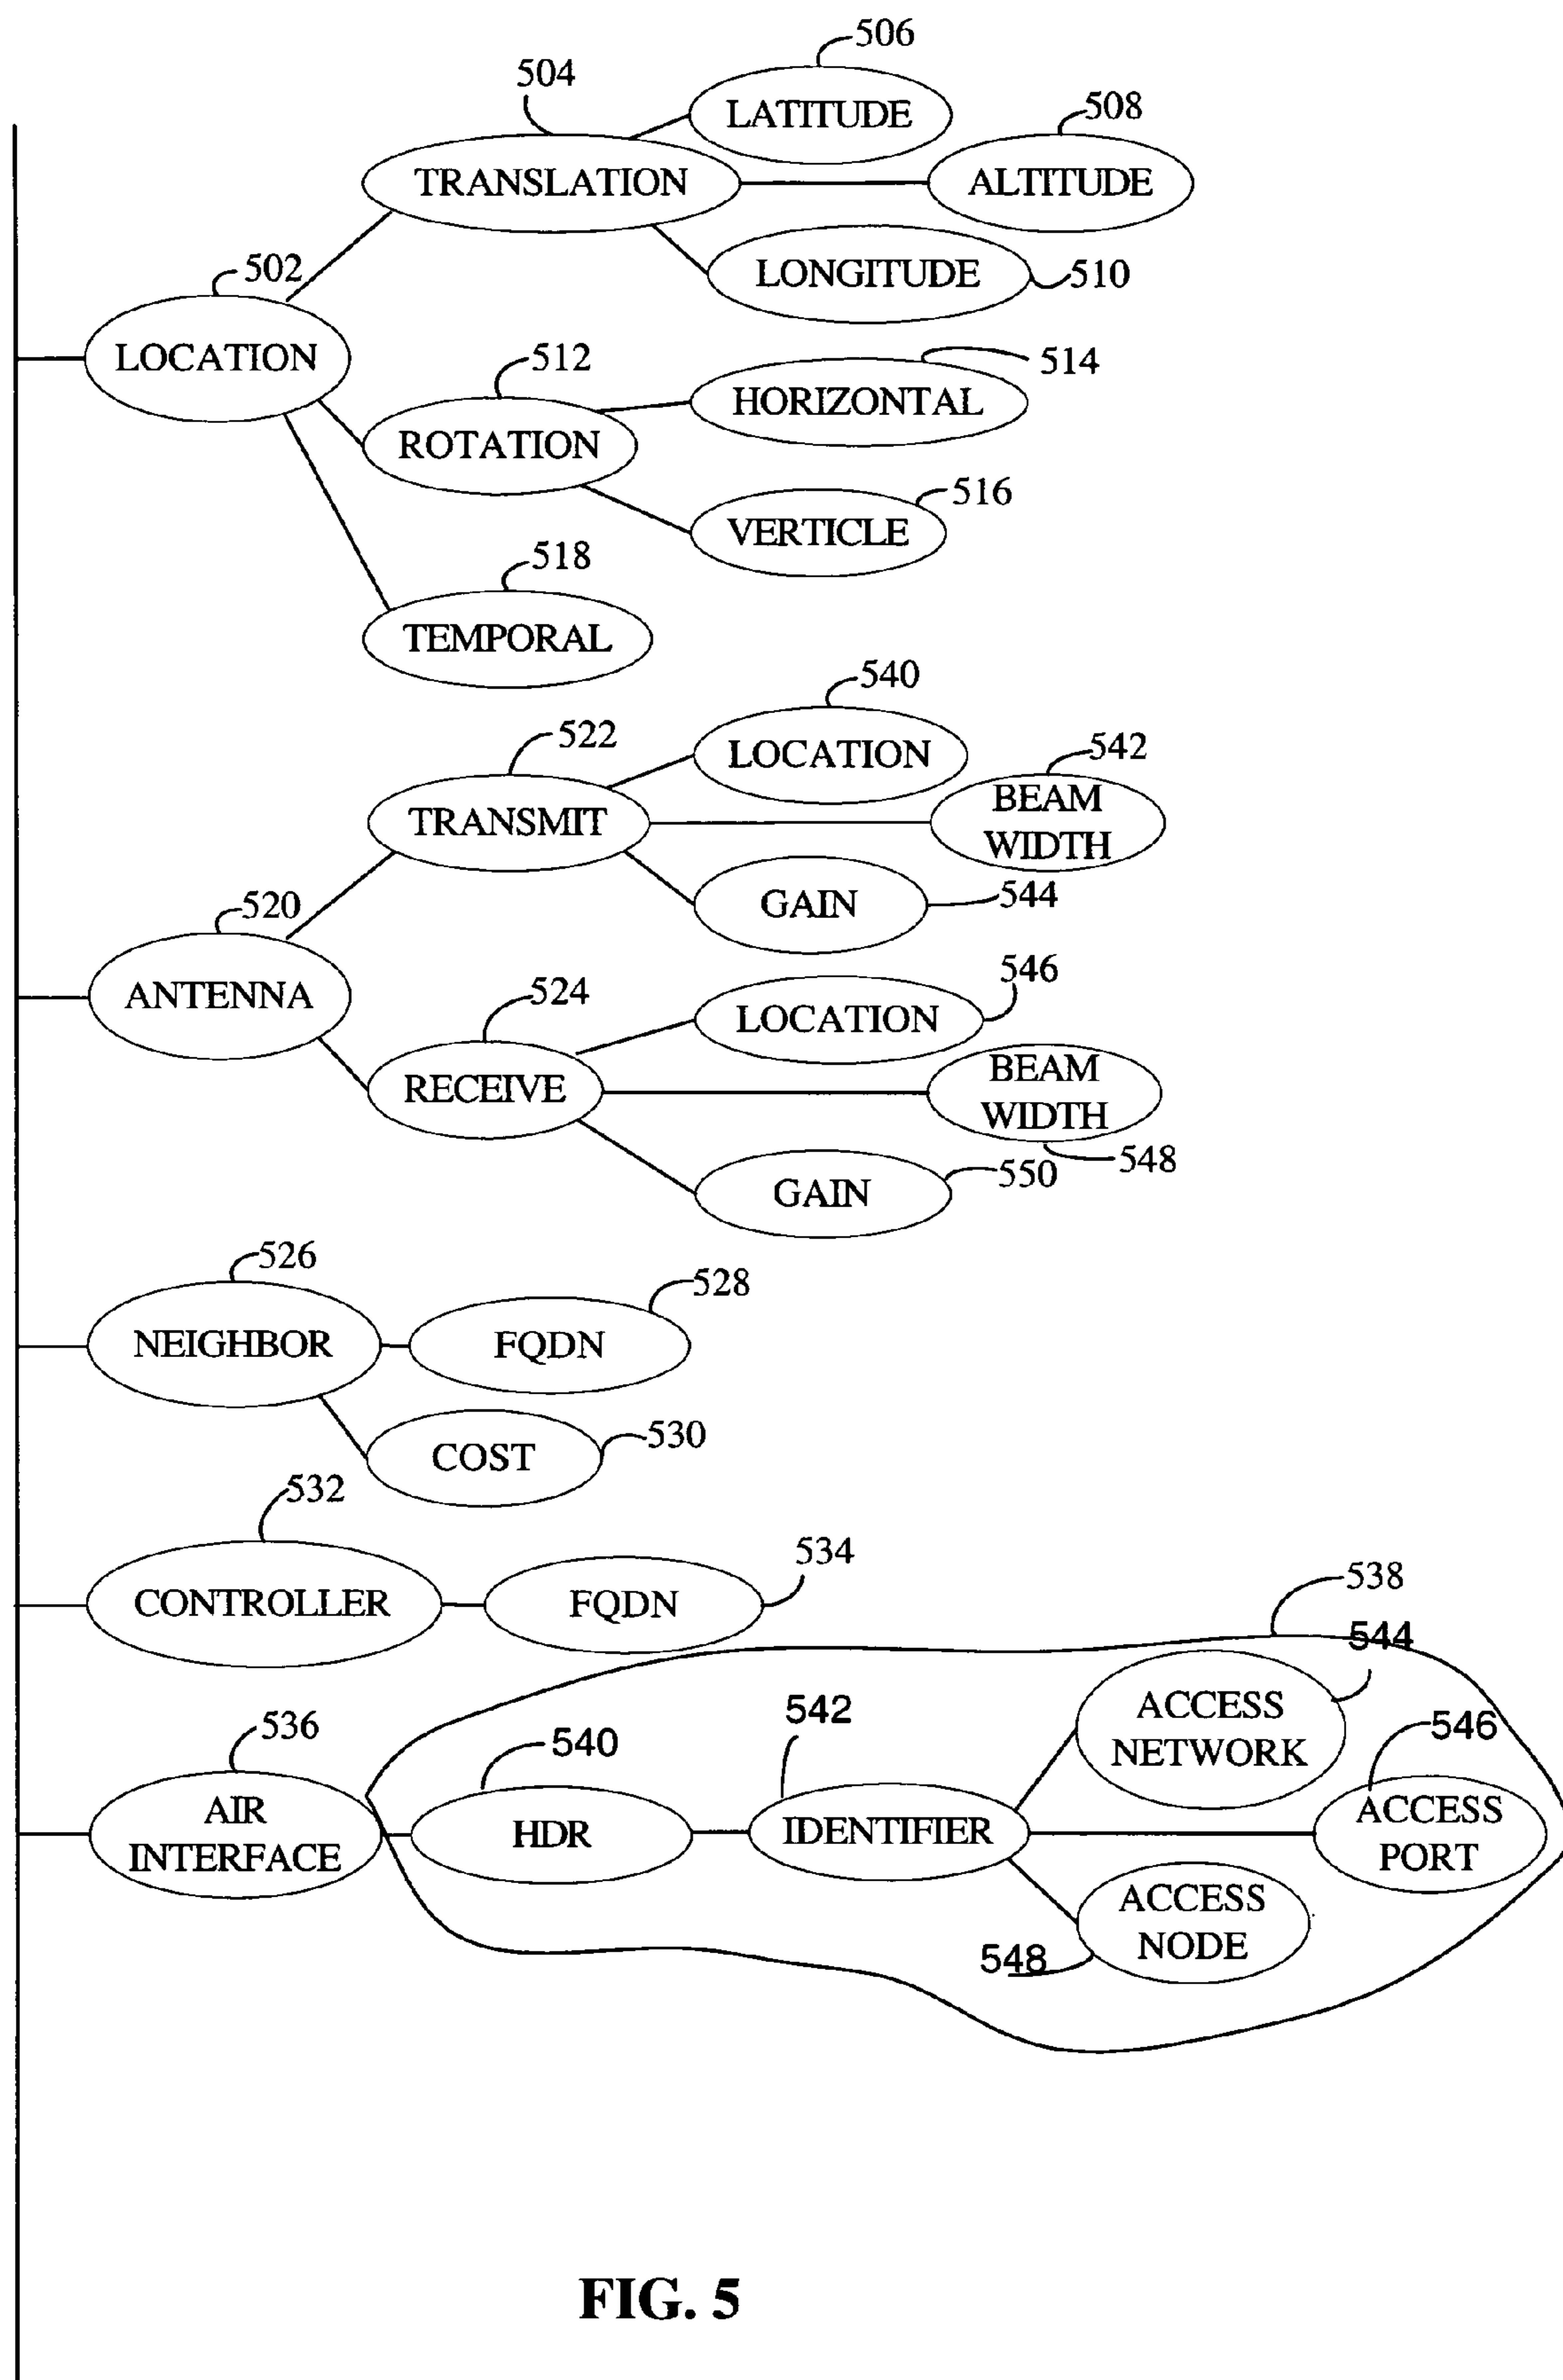 506
504
LATITUDE
508
TRANSLATION
ALTITUDE
502
LONGITUDE
510
LOCATION
512
514
HORIZONTAL
ROTATION
516
VERTICLE
518
TEMPORAL
540
522
LOCATION
542
TRANSMIT
BEAM
WIDTH
GAIN
544
520
ANTENNA
546
524
LOCATION
RECEIVE
BEAM
WIDTH
548
550
GAIN
526
528
NEIGHBOR
FQDN
530
COST
532
534
CONTROLLER
FQDN
538
544
536
540
542
ACCESS
NETWORK
546
AIR
INTERFACE
HDR
IDENTIFIER
ACCESS
PORT
ACCESS
NODE
548
FIG. 5